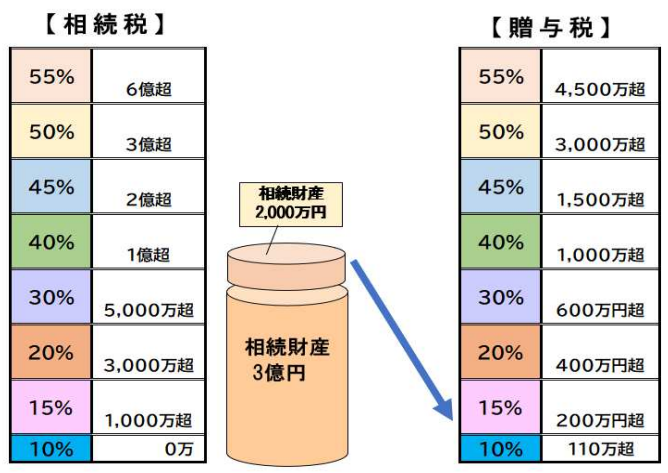 【相続税】
55% 6億超
50% 3億超
45% 2億超
40% 1億超
30% 5,000万超
20% 3,000万超
15% 1,000万超
10% 0万
相続財産
2,000万円
相続財産
3億円
【贈与税】
55% 4,500万超
50% 3,000万超
45% 1,500万超
40% 1,000万超
30% 600万円超
20% 400万円超
15% 200万円超
10% 110万超